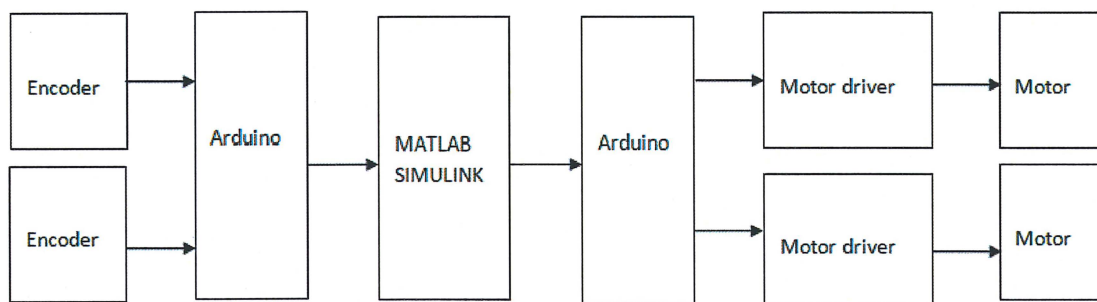 Encoder
Encoder
Arduino
MATLAB
SIMULINK
Arduino
Motor driver
Motor driver
Motor
Motor